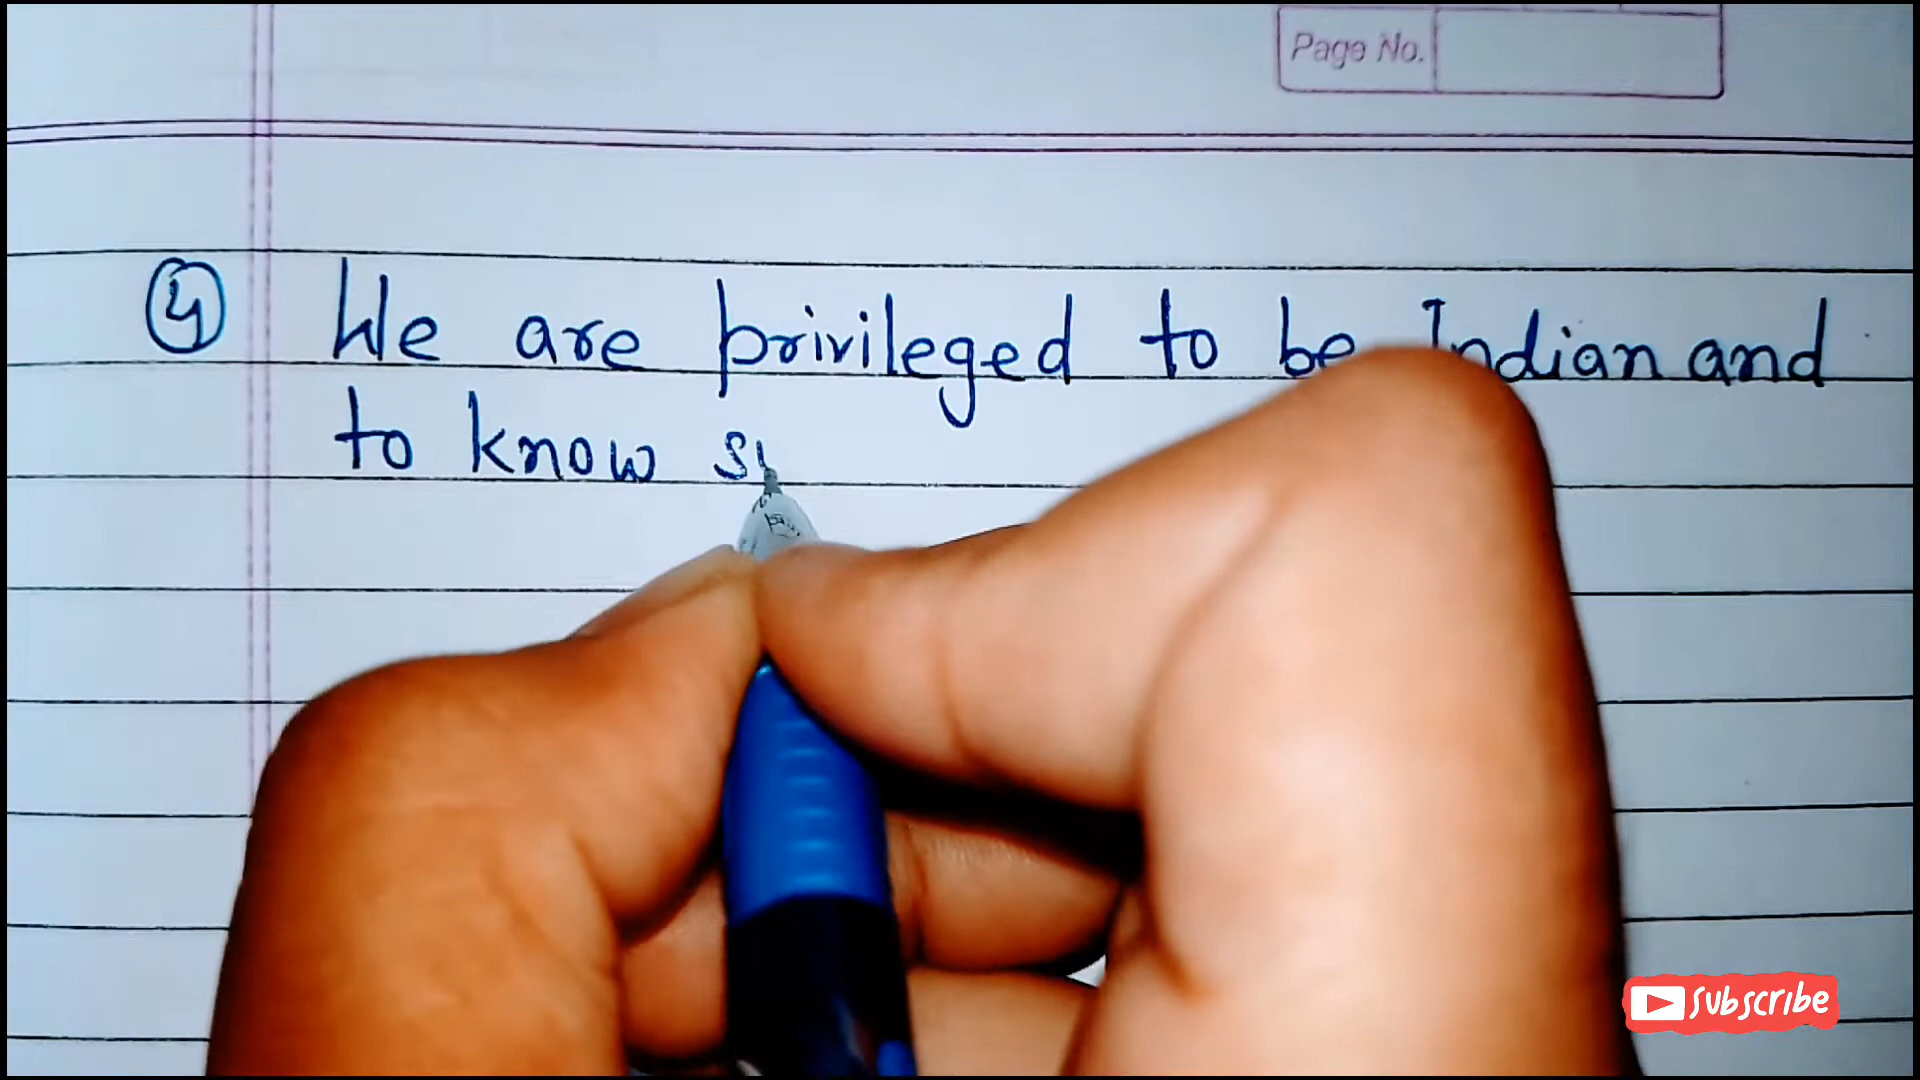 Page No.
4 We are privileged to be Indian and
to know
Subscribe